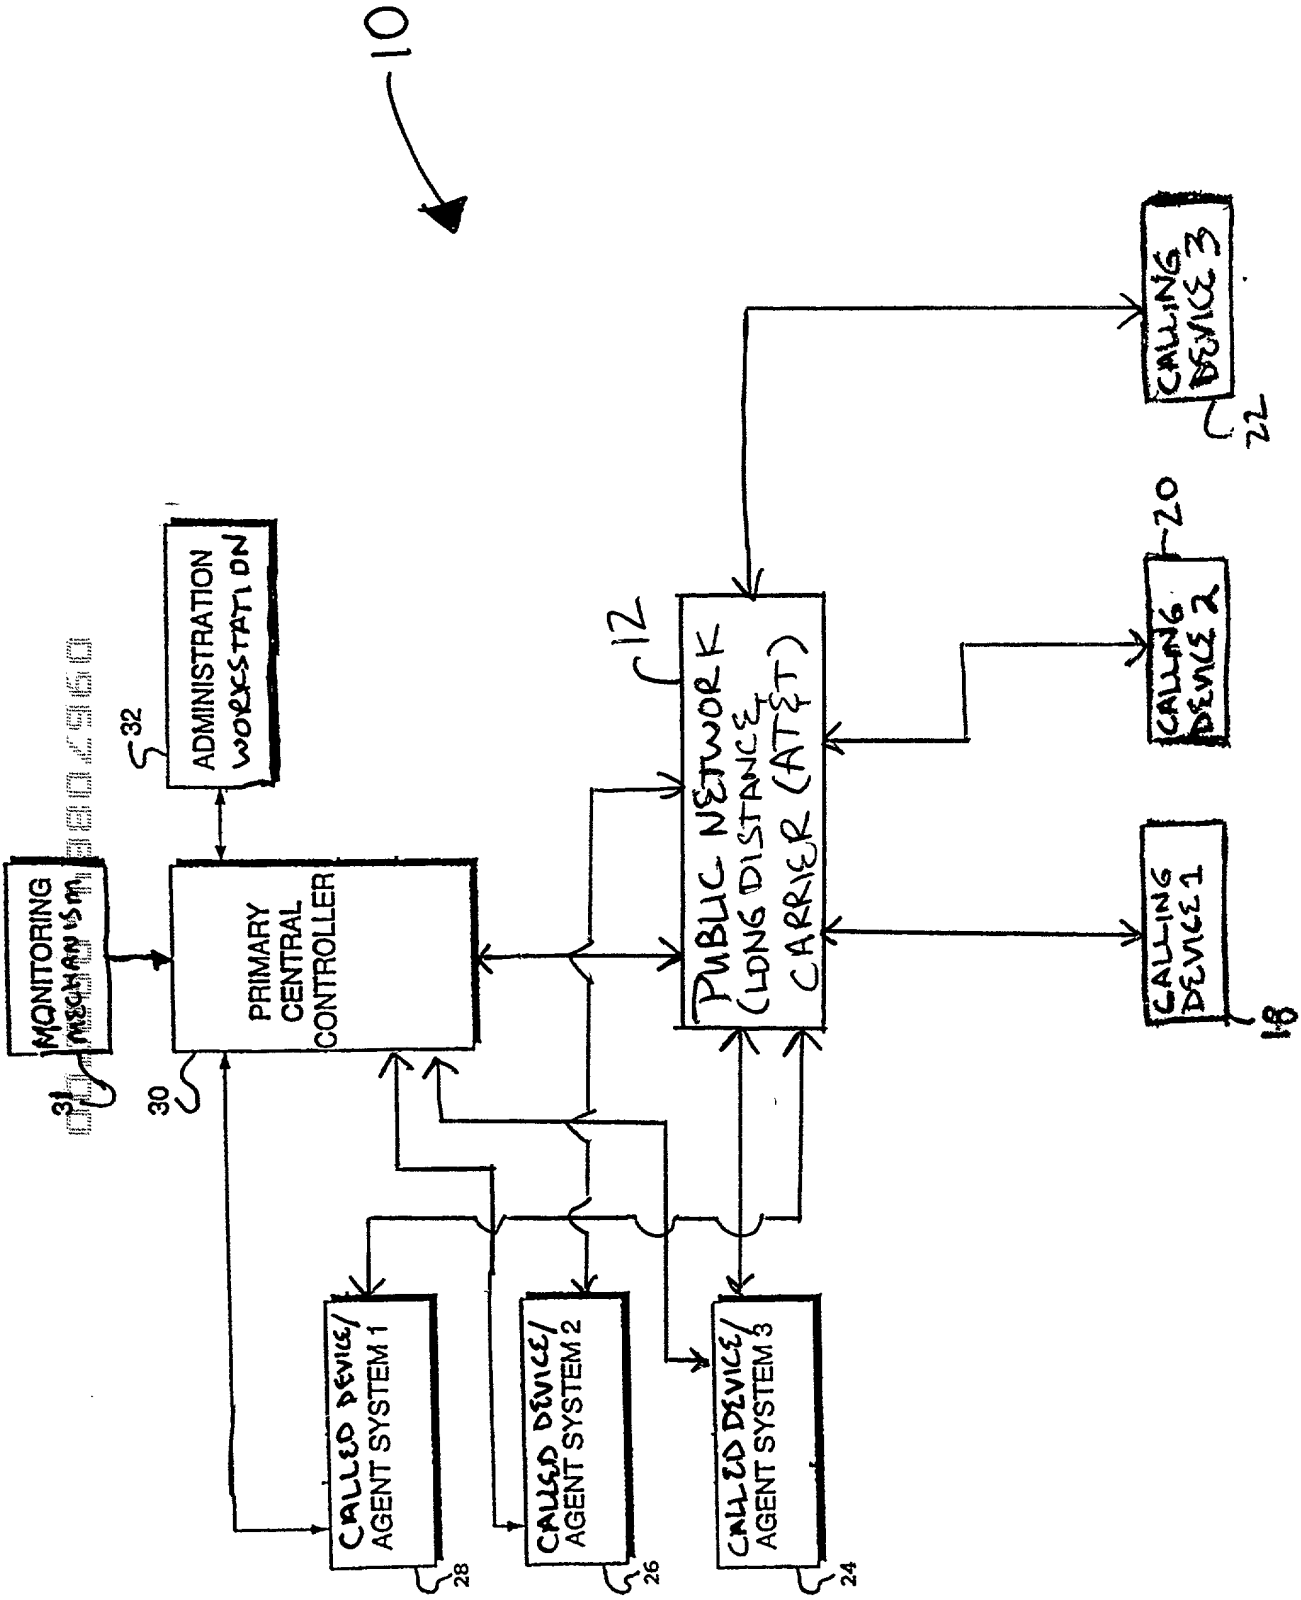 10
MONITORING
MECHANISM
31
ADMINISTRATION
WORKSTATION
32
PRIMARY
CENTRAL
CONTROLLER
30
CALLED DEVICE/
AGENT SYSTEM 1
28
CALLED DEVICE/
AGENT SYSTEM 2
26
CALLED DEVICE/
AGENT SYSTEM 3
24
12
PUBLIC NETWORK
(LONG DISTANCE
CARRIER (AT&T)
CALLING
DEVICE 1
18
CALLING
DEVICE 2
20
CALLING
DEVICE 3
22